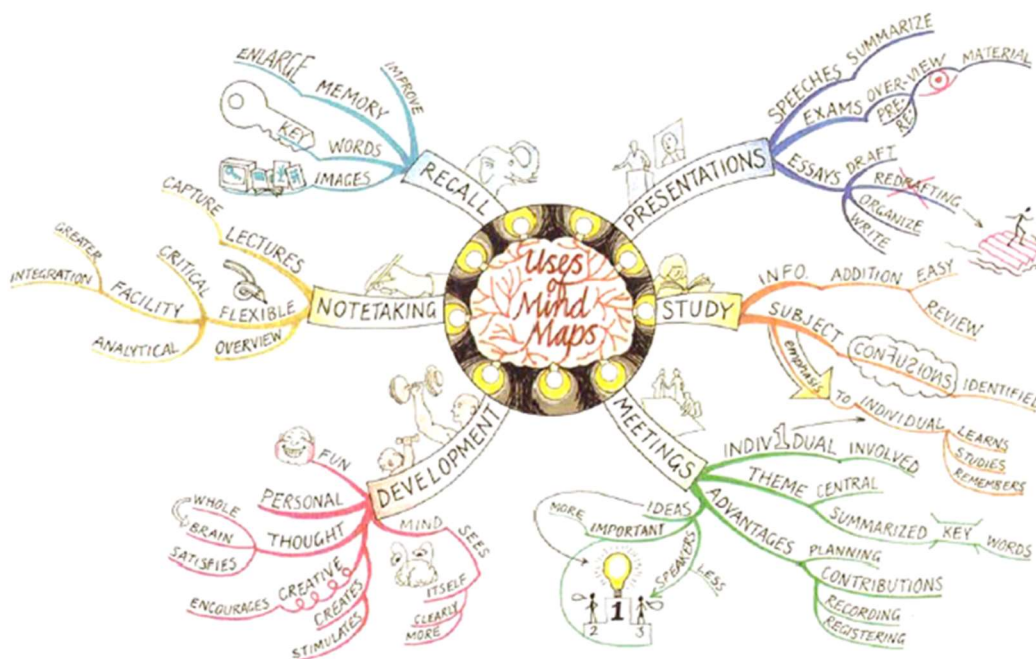 Uses
of
Mind
Maps
RECALL
ENLARGE MEMORY
IMPROVE
KEY WORDS
IMAGES
PRESENTATIONS
SPEECHES SUMMARIZE
EXAMS
OVER-VIEW
PRE-
RE-
MATERIAL
ESSAYS
DRAFT
REDRAFTING
ORGANIZE
WRITE
STUDY
INFO. ADDITION EASY
REVIEW
SUBJECT CONFUSIONS IDENTIFIED
emphasis
TO INDIVIDUAL LEARNS
STUDIES
REMEMBERS
MEETINGS
INDIV1DUAL INVOLVED
THEME CENTRAL
SUMMARIZED KEY WORDS
ADVANTAGES PLANNING
CONTRIBUTIONS
RECORDING
REGISTERING
IDEAS
MORE IMPORTANT
SPEAKERS LESS
1
2
3
DEVELOPMENT
FUN
PERSONAL
THOUGHT
WHOLE
BRAIN
SATISFIES
CREATIVE
ENCOURAGES
CREATES
STIMULATES
MIND SEES
ITSELF
CLEARLY
MORE
NOTETAKING
CAPTURE LECTURES
FLEXIBLE
CRITICAL
FACILITY
GREATER
INTEGRATION
ANALYTICAL
OVERVIEW